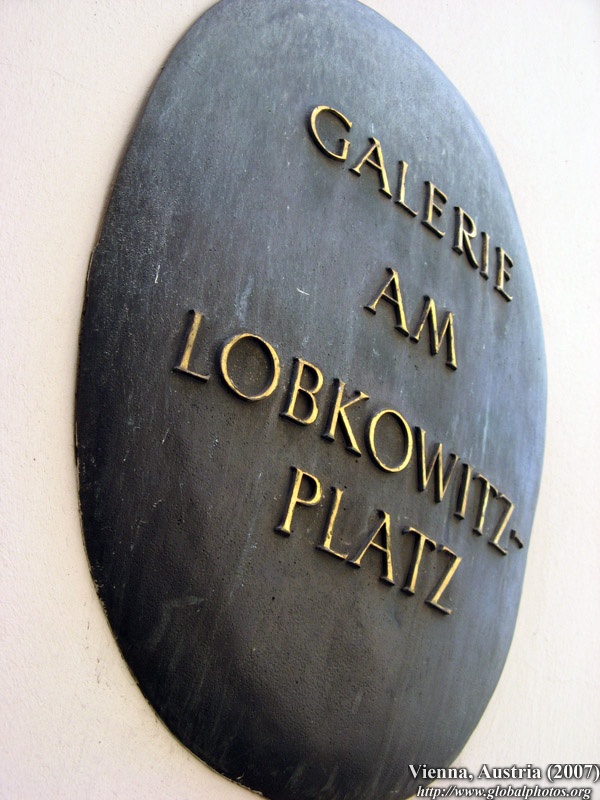 GALERIE
AM
LOBKOWITZ-
PLATZ
Vienna, Austria (2007)
http://www.globalphotos.org